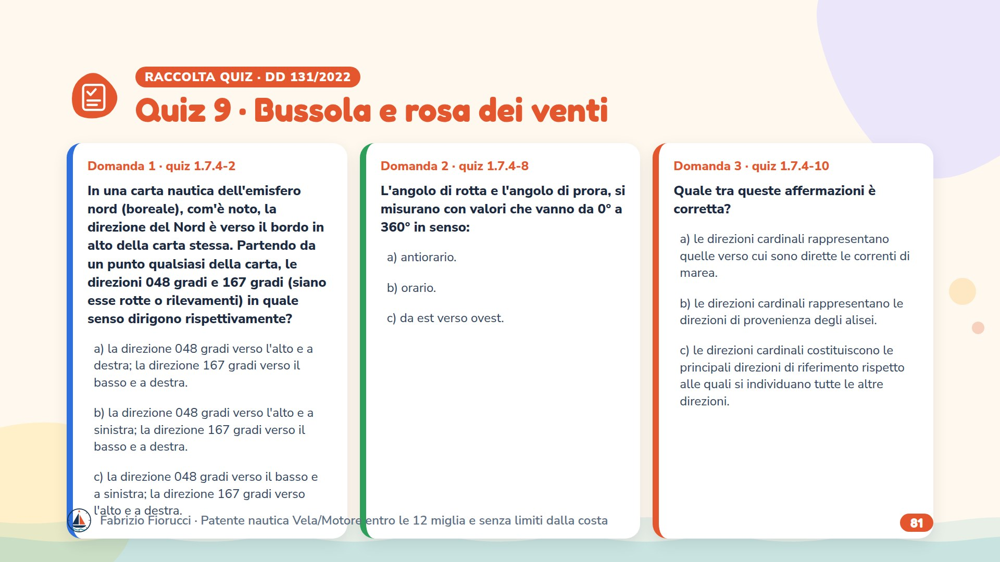 RACCOLTA QUIZ · DD 131/2022
Quiz 9 · Bussola e rosa dei venti
Domanda 1 · quiz 1.7.4-2
In una carta nautica dell'emisfero
nord (boreale), com'è noto, la
direzione del Nord è verso il bordo in
alto della carta stessa. Partendo da
un punto qualsiasi della carta, le
direzioni 048 gradi e 167 gradi (siano
esse rotte o rilevamenti) in quale
senso dirigono rispettivamente?
a) la direzione 048 gradi verso l'alto e a
destra; la direzione 167 gradi verso il
basso e a destra.
b) la direzione 048 gradi verso l'alto e a
sinistra; la direzione 167 gradi verso il
basso e a destra.
c) la direzione 048 gradi verso il basso e
a sinistra; la direzione 167 gradi verso
l'alto e a destra.
Domanda 2 · quiz 1.7.4-8
L'angolo di rotta e l'angolo di prora, si
misurano con valori che vanno da 0° a
360° in senso:
a) antiorario.
b) orario.
c) da est verso ovest.
Domanda 3 · quiz 1.7.4-10
Quale tra queste affermazioni è
corretta?
a) le direzioni cardinali rappresentano
quelle verso cui sono dirette le correnti di
marea.
b) le direzioni cardinali rappresentano le
direzioni di provenienza degli alisei.
c) le direzioni cardinali costituiscono le
principali direzioni di riferimento rispetto
alle quali si individuano tutte le altre
direzioni.
Fabrizio Fiorucci · Patente nautica Vela/Motore entro le 12 miglia e senza limiti dalla costa
81